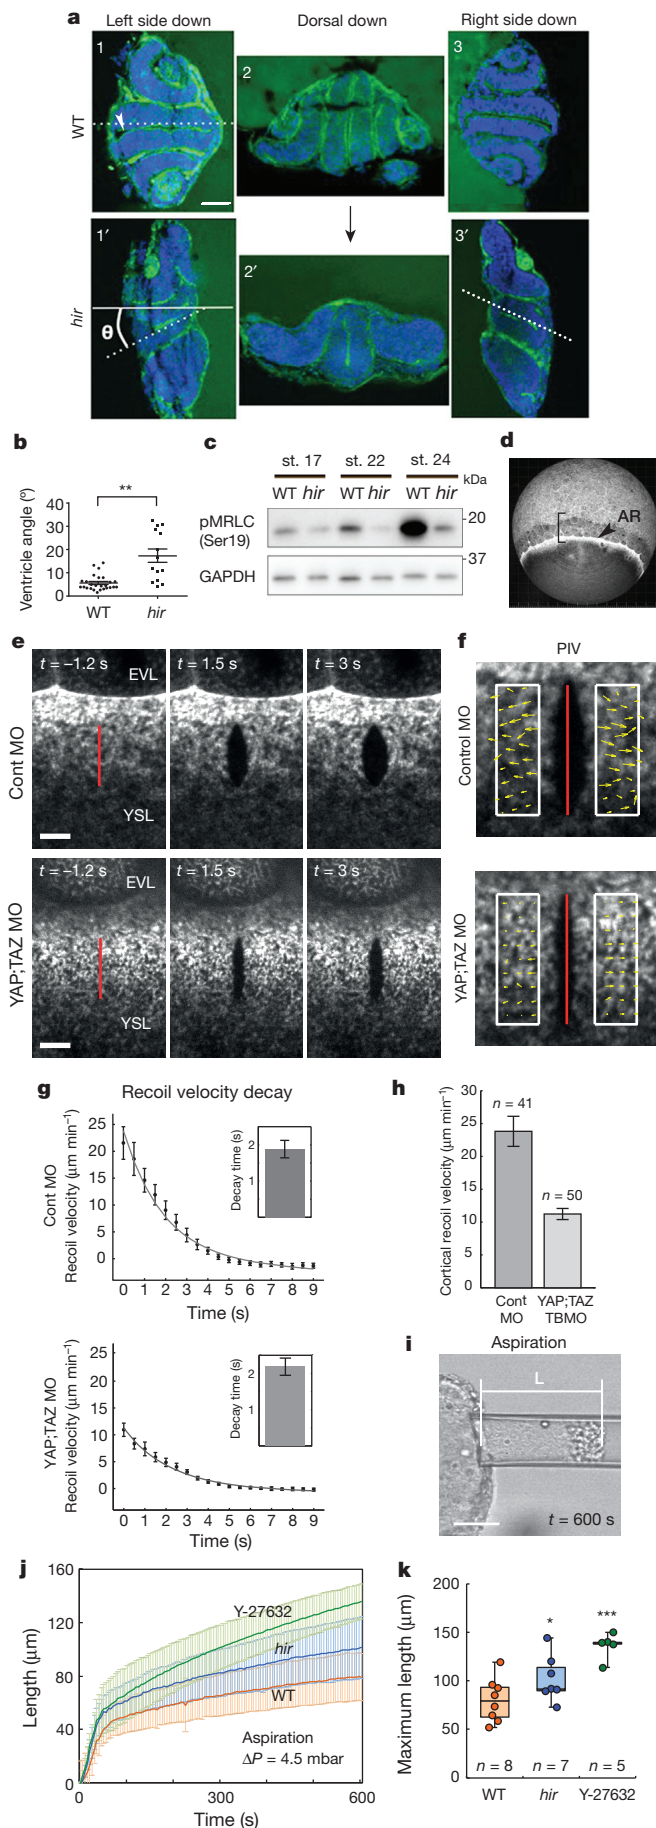 a
Left side down
Dorsal down
Right side down
1
2
3
WT
1′
2′
3′
hir
θ
b
Ventricle angle (º)
40
30
20
10
0
**
WT
hir
c
st. 17
st. 22
st. 24
WT hir WT hir WT hir
kDa
pMRLC
(Ser19)
20
37
GAPDH
d
AR
e
t = –1.2 s
t = 1.5 s
t = 3 s
EVL
Cont MO
YSL
t = –1.2 s
t = 1.5 s
t = 3 s
EVL
YAP;TAZ MO
YSL
f
PIV
Control MO
YAP;TAZ MO
g
Recoil velocity decay
Cont MO
Recoil velocity (µm min⁻¹)
25
20
15
10
5
0
Decay time (s)
2
1
0 1 2 3 4 5 6 7 8 9
Time (s)
YAP;TAZ MO
Recoil velocity (µm min⁻¹)
25
20
15
10
5
0
Decay time (s)
2
1
0 1 2 3 4 5 6 7 8 9
Time (s)
h
Cortical recoil velocity (µm min⁻¹)
30
25
20
15
10
5
0
n = 41
n = 50
Cont
MO
YAP;TAZ
TBMO
i
Aspiration
L
t = 600 s
j
Length (µm)
160
120
80
40
0
Y-27632
hir
WT
Aspiration
ΔP = 4.5 mbar
0
300
600
Time (s)
k
Maximum length (µm)
200
150
100
50
0
*
***
n = 8
n = 7
n = 5
WT
hir
Y-27632